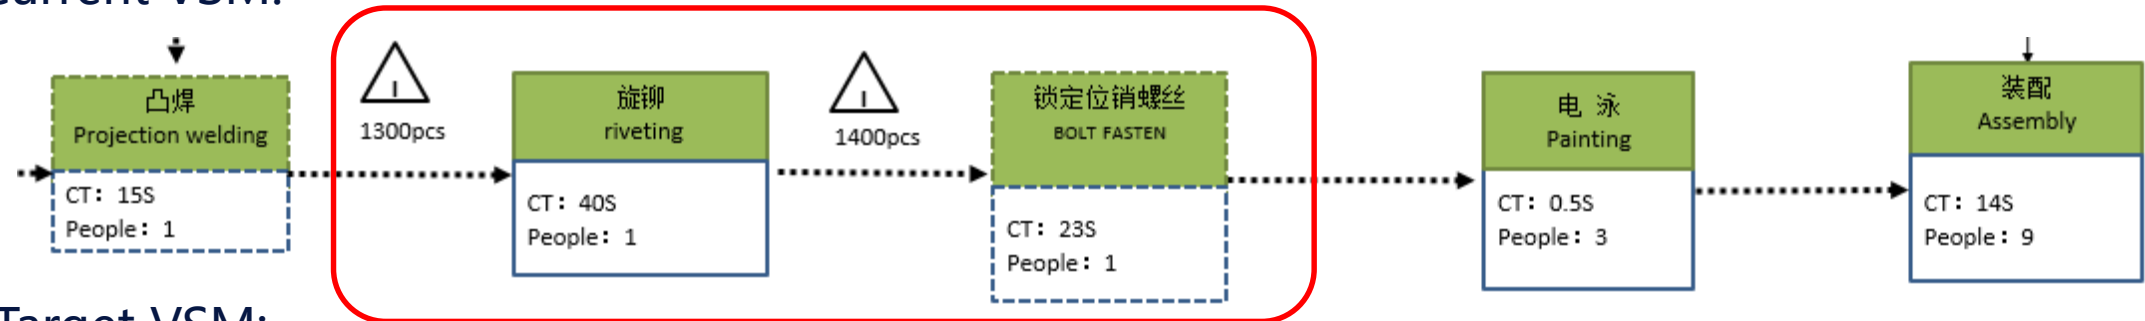 Current VSM:
凸焊
Projection welding
CT: 15S
People: 1
I
1300pcs
旋铆
riveting
CT: 40S
People: 1
I
1400pcs
锁定位销螺丝
BOLT FASTEN
CT: 23S
People: 1
电 泳
Painting
CT: 0.5S
People: 3
装配
Assembly
CT: 14S
People: 9
Target VSM: